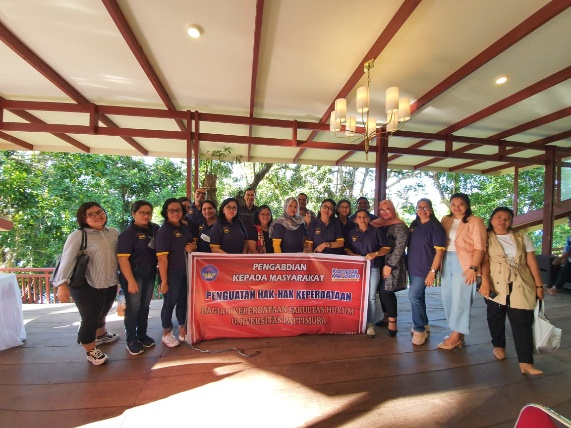 PENGABDIAN
KEPADA MASYARAKAT
PENGUATAN HAK HAK KEPERDATAAN
BAGIAN KEPERDATAAN FAKULTAS HUKUM
UNIVERSITAS PATTIMURA